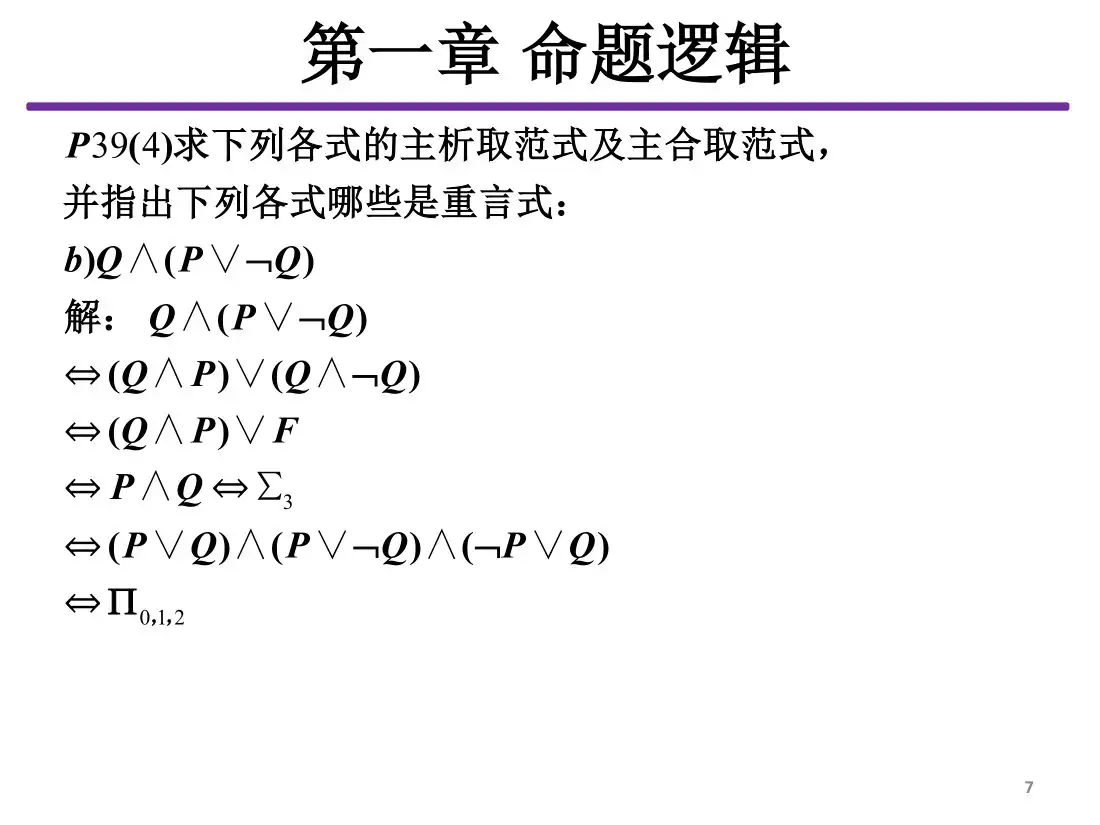 第一章 命题逻辑
P39(4)求下列各式的主析取范式及主合取范式，
并指出下列各式哪些是重言式：
b)Q∧(P∨¬Q)
解： Q∧(P∨¬Q)
⇔(Q∧P)∨(Q∧¬Q)
⇔(Q∧P)∨F
⇔P∧Q⇔∑₃
⇔(P∨Q)∧(P∨¬Q)∧(¬P∨Q)
⇔Π₀,₁,₂
7